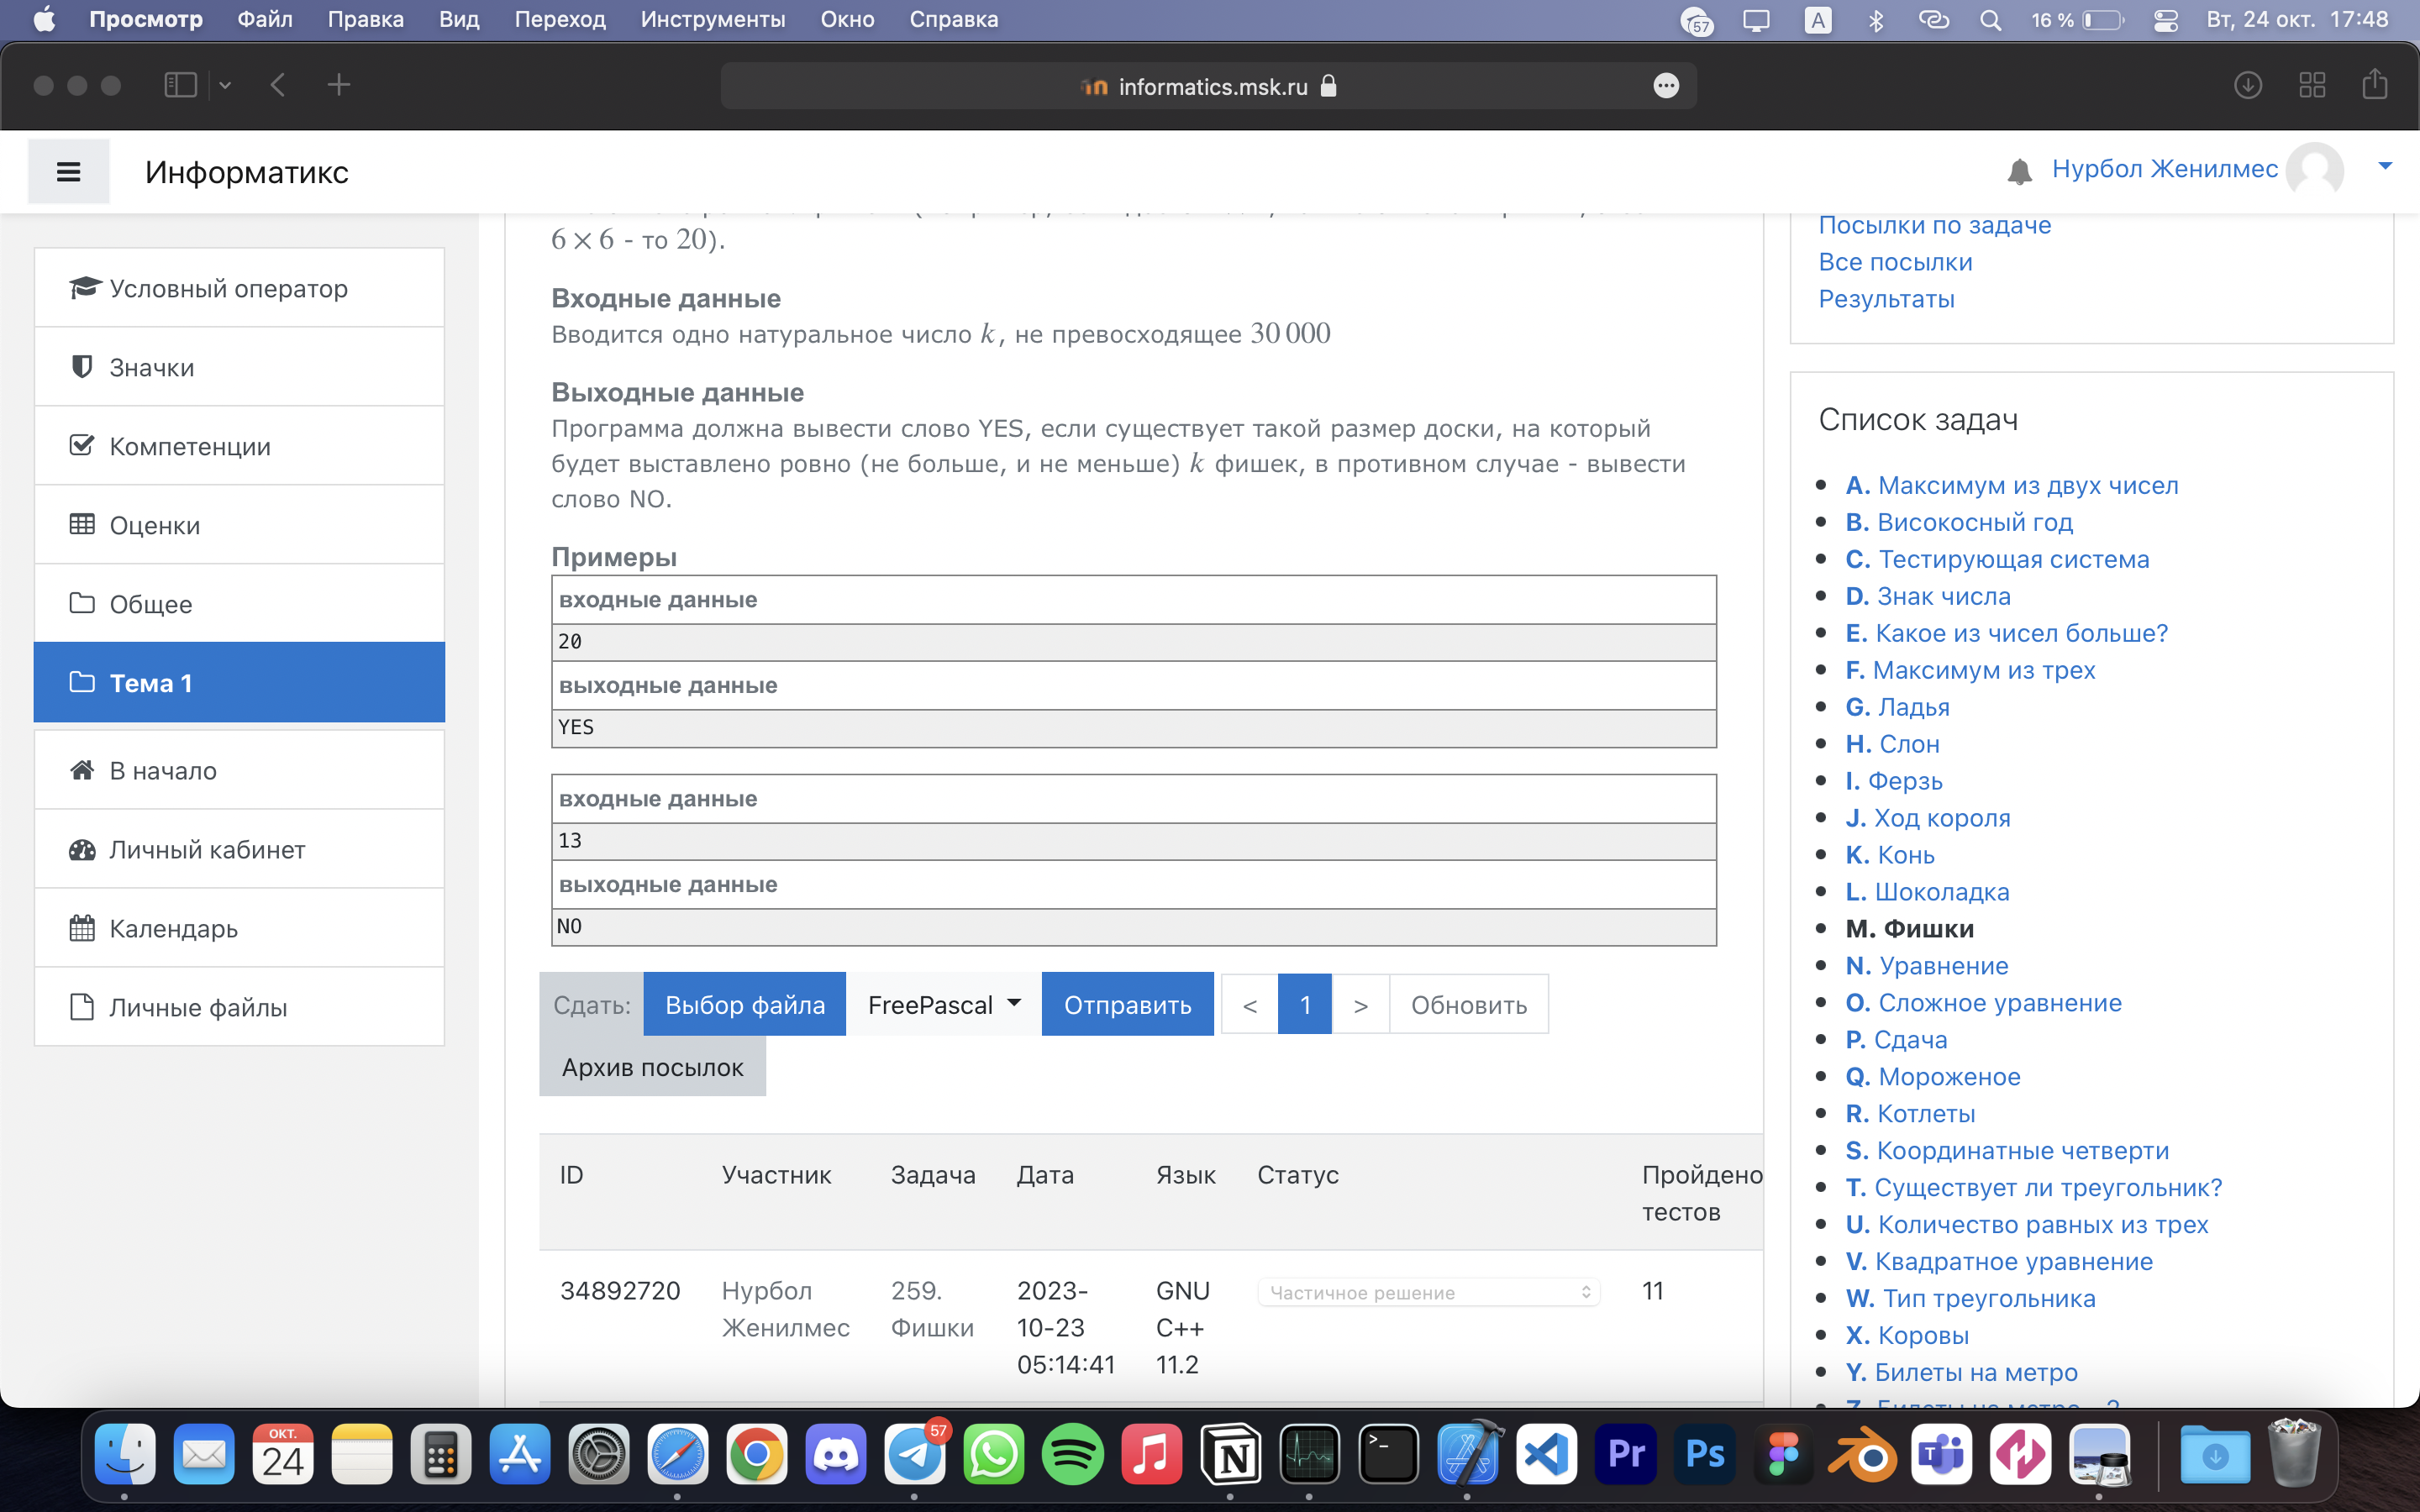 Просмотр Файл Правка Вид Переход Инструменты Окно Справка 57 A 16 % Вт, 24 окт. 17:48
informatics.msk.ru
Информатикс
Нурбол Женилмес
Условный оператор
Значки
Компетенции
Оценки
Общее
Тема 1
В начало
Личный кабинет
Календарь
Личные файлы
6 × 6 - то 20).
Входные данные
Вводится одно натуральное число k, не превосходящее 30 000
Выходные данные
Программа должна вывести слово YES, если существует такой размер доски, на который
будет выставлено ровно (не больше, и не меньше) k фишек, в противном случае - вывести
слово NO.
Примеры
входные данные
20
выходные данные
YES
входные данные
13
выходные данные
NO
Сдать: Выбор файла FreePascal Отправить < 1 > Обновить
Архив посылок
ID Участник Задача Дата Язык Статус Пройдено
тестов
34892720 Нурбол 259. 2023- GNU Частичное решение 11
Женилмес Фишки 10-23 C++
05:14:41 11.2
Посылки по задаче
Все посылки
Результаты
Список задач
A. Максимум из двух чисел
B. Високосный год
C. Тестирующая система
D. Знак числа
E. Какое из чисел больше?
F. Максимум из трех
G. Ладья
H. Слон
I. Ферзь
J. Ход короля
K. Конь
L. Шоколадка
M. Фишки
N. Уравнение
O. Сложное уравнение
P. Сдача
Q. Мороженое
R. Котлеты
S. Координатные четверти
T. Существует ли треугольник?
U. Количество равных из трех
V. Квадратное уравнение
W. Тип треугольника
X. Коровы
Y. Билеты на метро
ОКТ.
24
57
N
>_
Pr
Ps
T